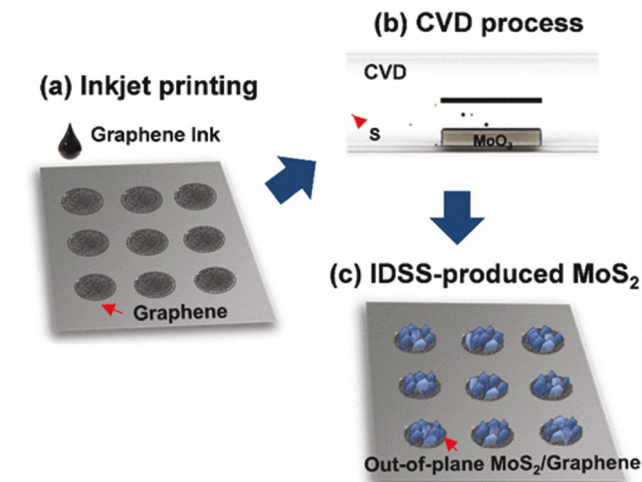 (a) Inkjet printing
Graphene Ink
Graphene
(b) CVD process
CVD
S
MoO₃
(c) IDSS-produced MoS₂
Out-of-plane MoS₂/Graphene